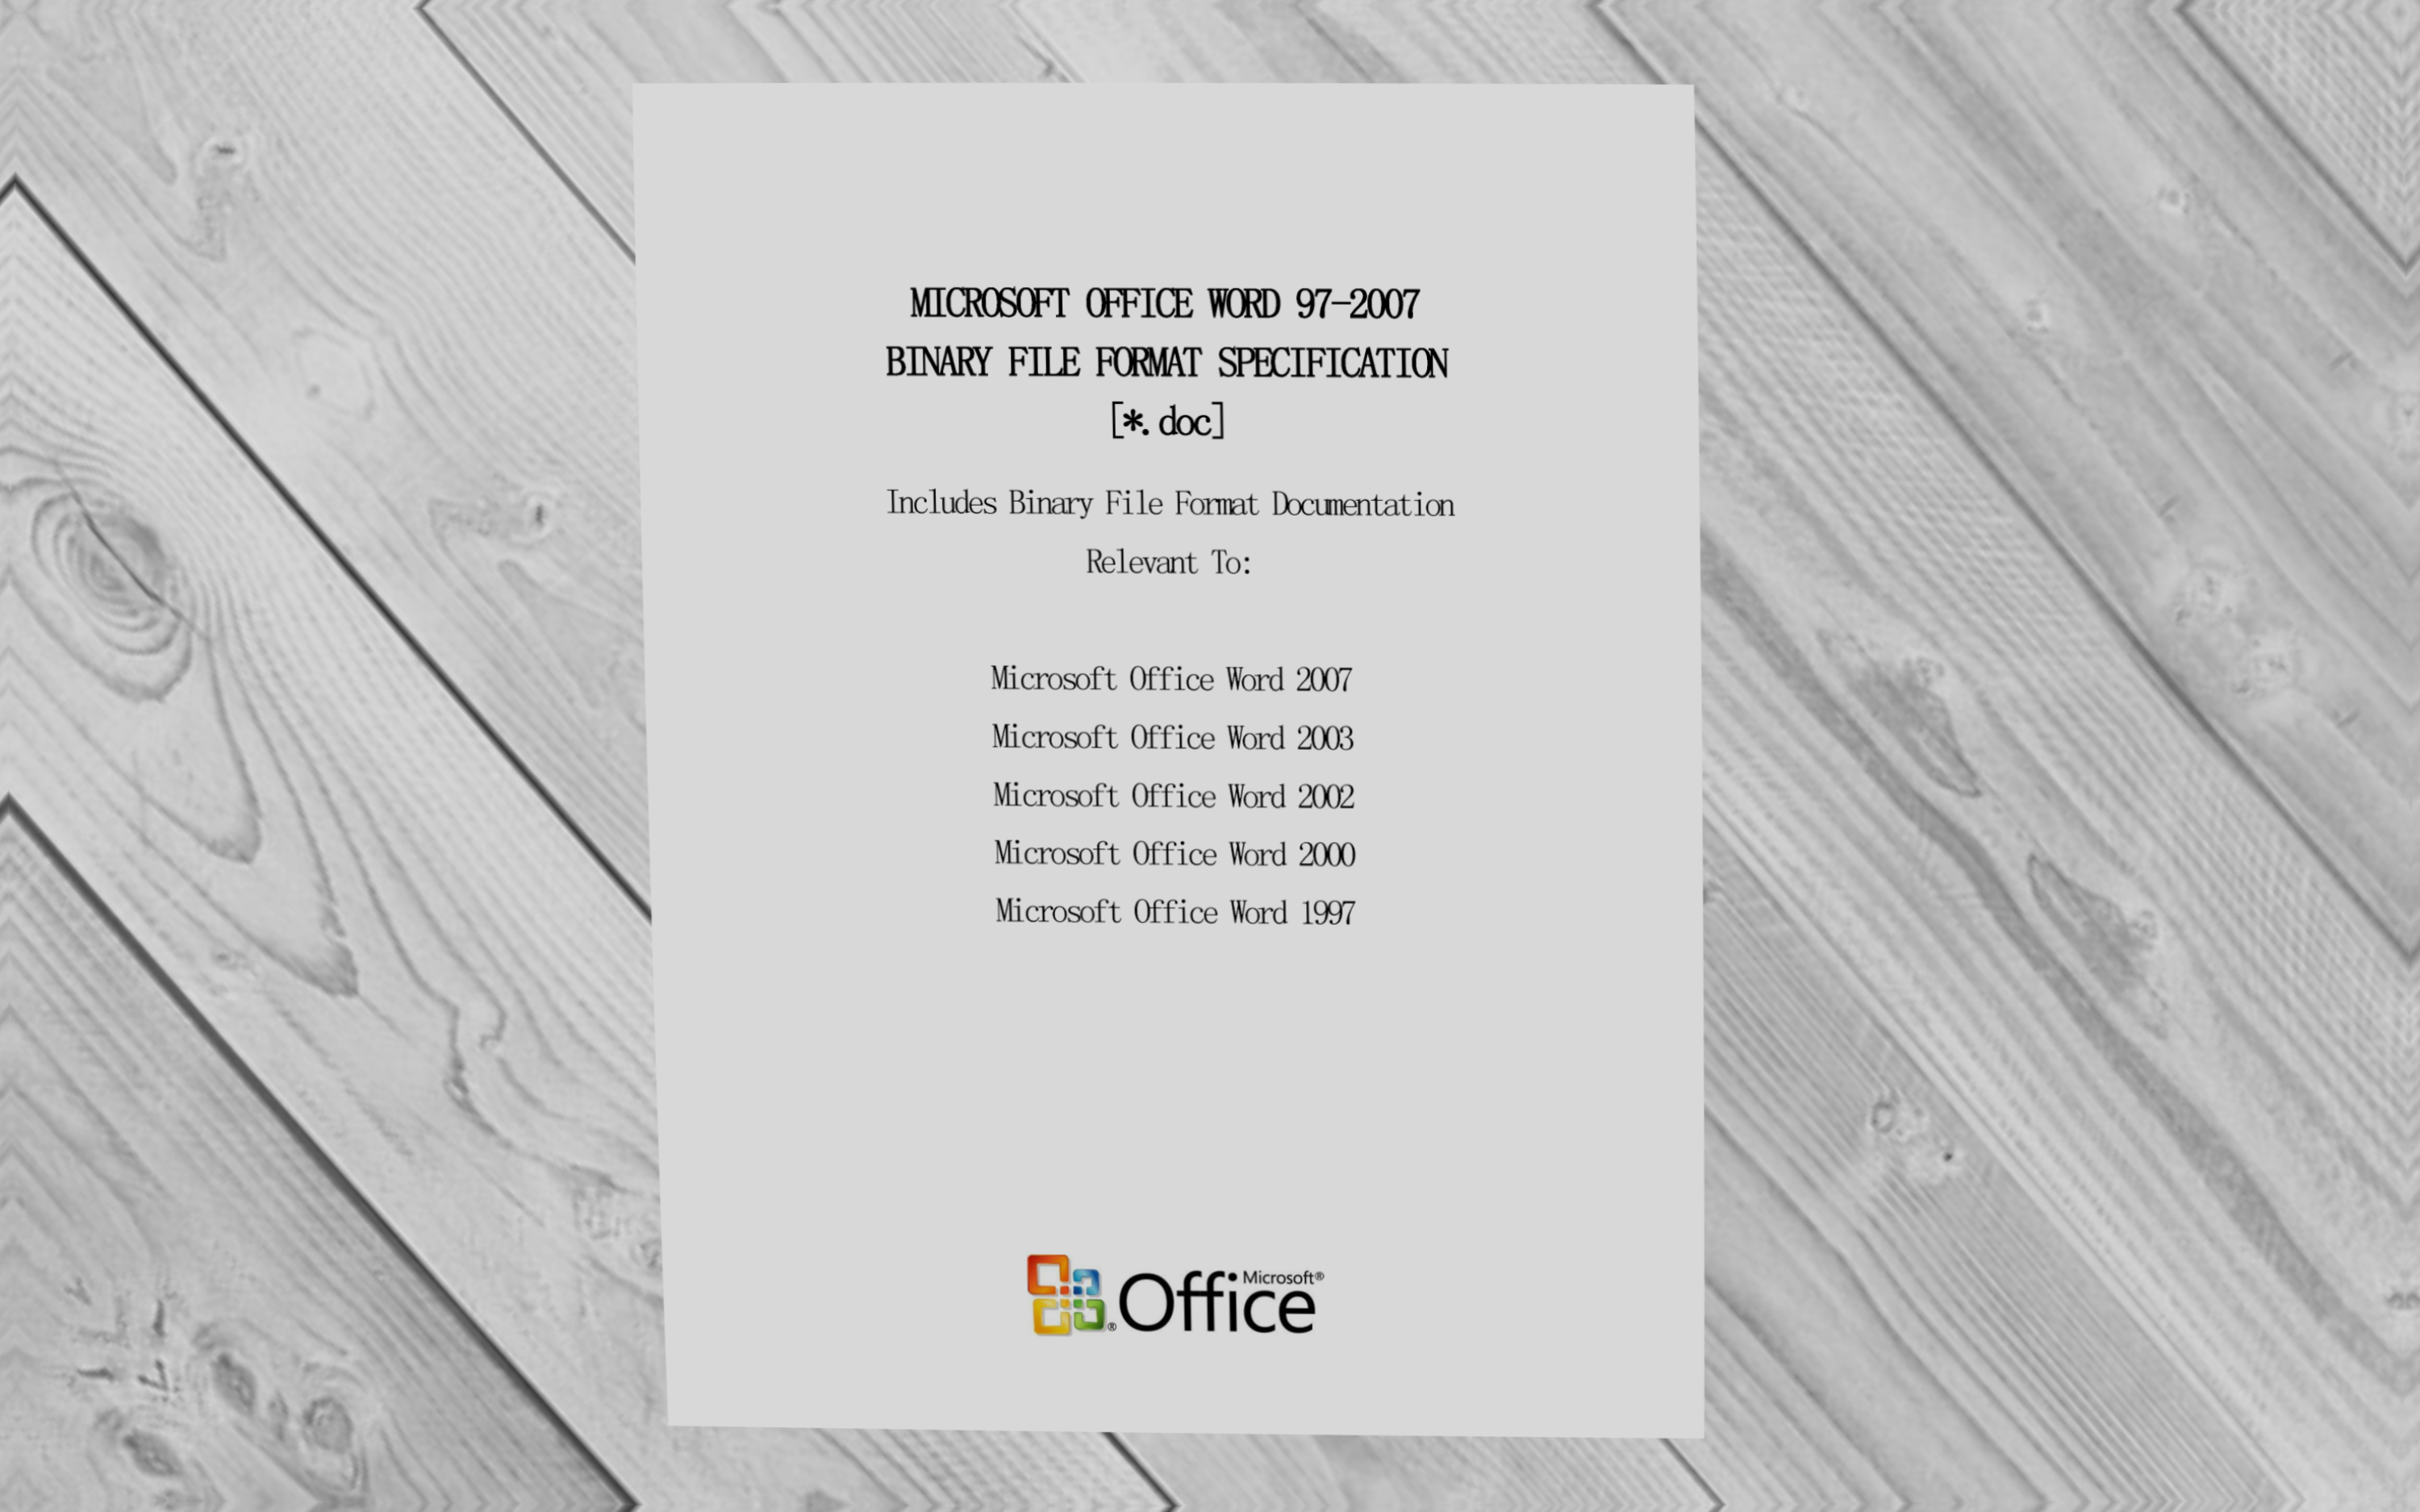 MICROSOFT OFFICE WORD 97-2007
BINARY FILE FORMAT SPECIFICATION
[*.doc]
Includes Binary File Format Documentation
Relevant To:
Microsoft Office Word 2007
Microsoft Office Word 2003
Microsoft Office Word 2002
Microsoft Office Word 2000
Microsoft Office Word 1997
Microsoft®
®Office